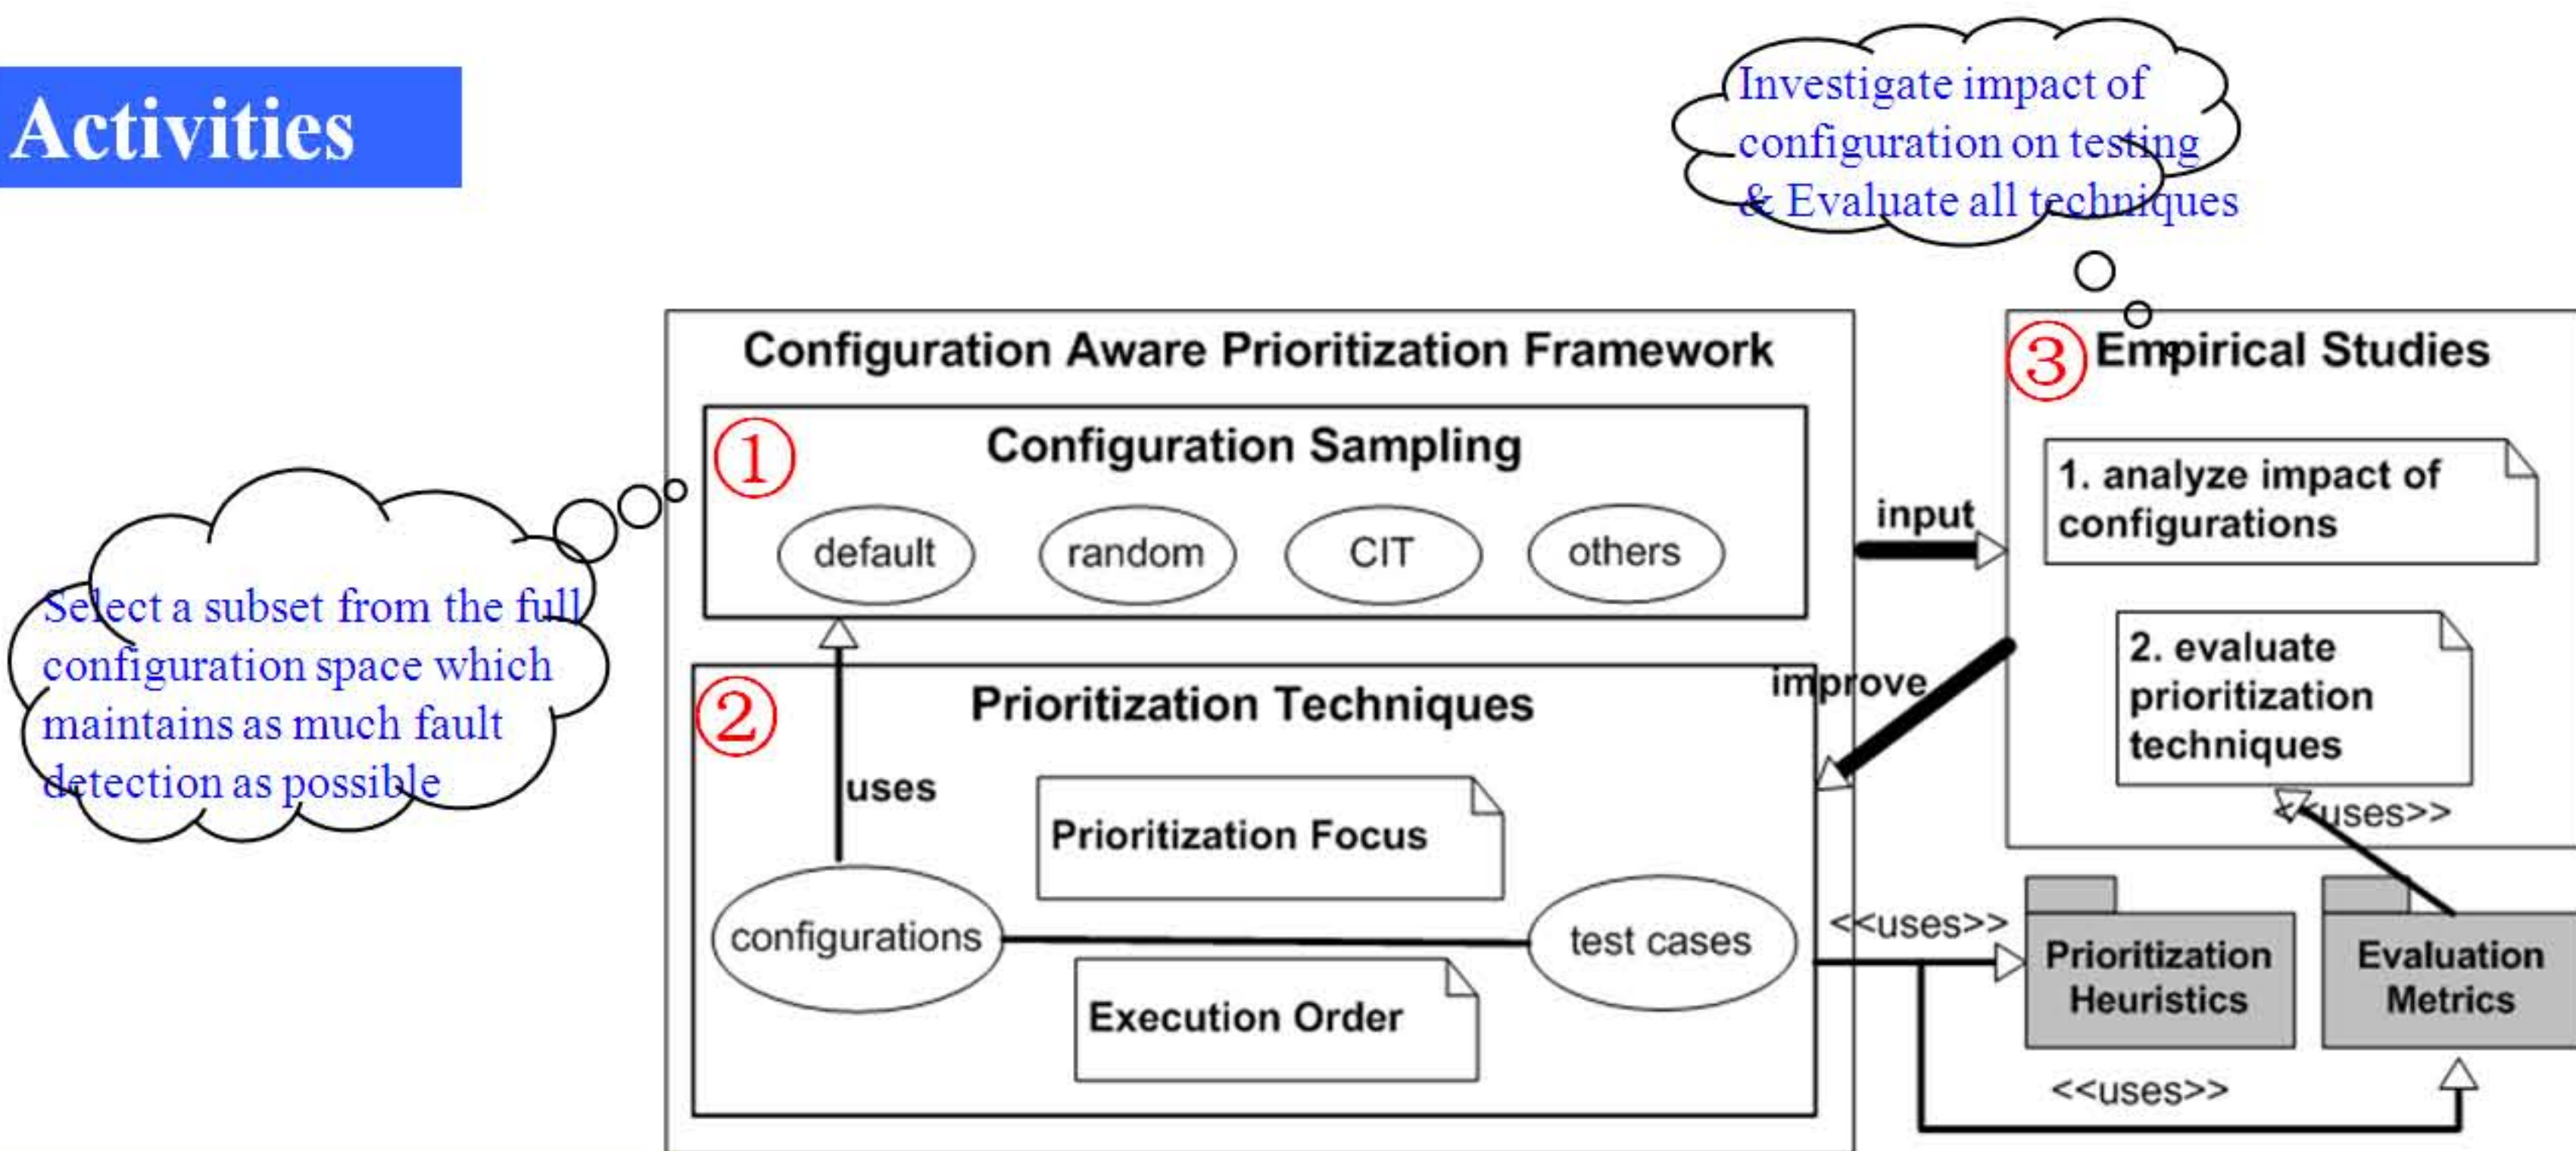 Activities
Investigate impact of
configuration on testing
& Evaluate all techniques
Select a subset from the full
configuration space which
maintains as much fault
detection as possible
Configuration Aware Prioritization Framework
①
Configuration Sampling
default
random
CIT
others
uses
②
Prioritization Techniques
Prioritization Focus
configurations
test cases
Execution Order
input
improve
③
Empirical Studies
1. analyze impact of
configurations
2. evaluate
prioritization
techniques
<<uses>>
<<uses>>
Prioritization
Heuristics
Evaluation
Metrics
<<uses>>